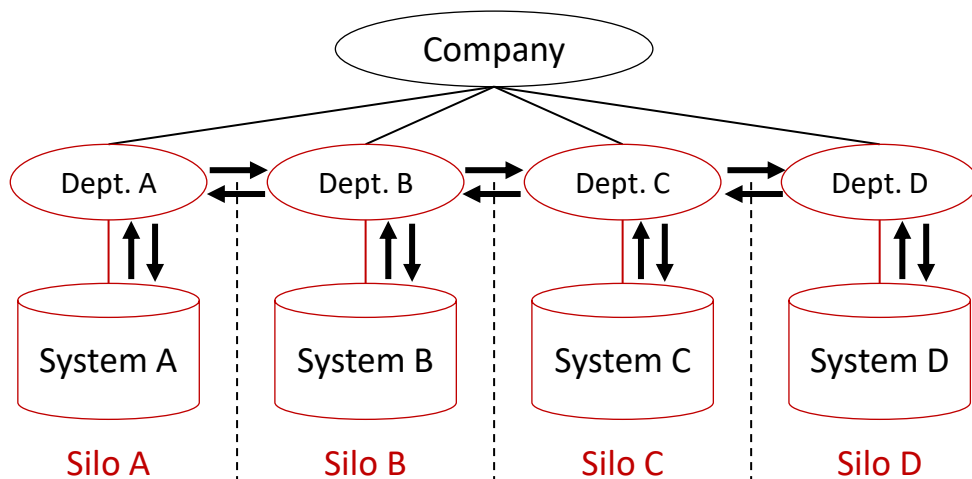 Company
Dept. A
Dept. B
Dept. C
Dept. D
System A
System B
System C
System D
Silo A
Silo B
Silo C
Silo D